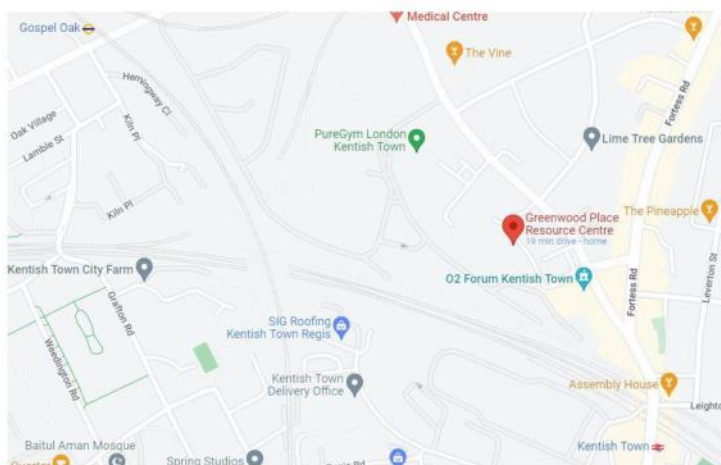 Medical Centre
Gospel Oak
The Vine
Hemingway Cl
Fortess Rd
Oak Village
Kiln Pl
Lamble St
PureGym London
Kentish Town
Lime Tree Gardens
Kiln Pl
Greenwood Place
Resource Centre
19 min drive - home
The Pineapple
Leverton St
Kentish Town City Farm
O2 Forum Kentish Town
Fortess Rd
Grafton Rd
SIG Roofing
Kentish Town Regis
Weedington Rd
Kentish Town
Delivery Office
Assembly House
Leighton
Baitul Aman Mosque
Kentish Town
Spring Studios
Rd